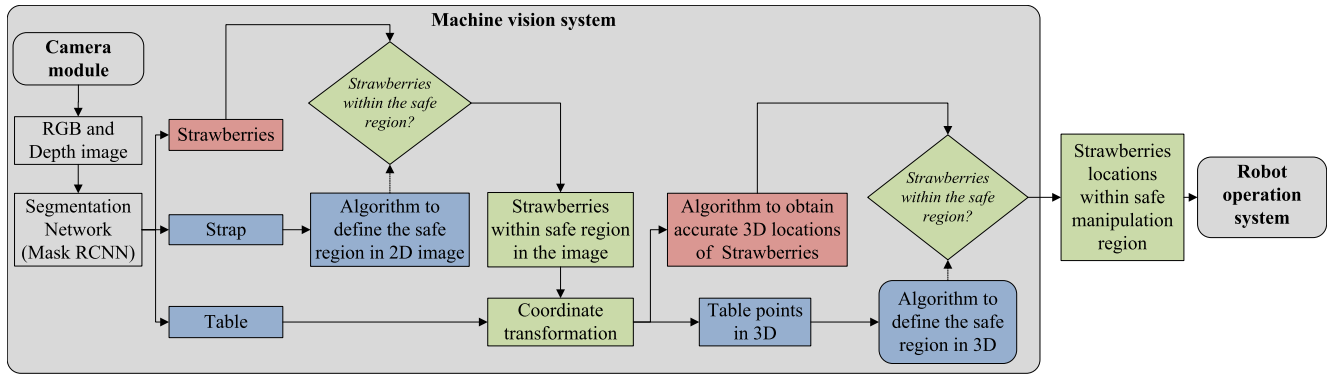 Machine vision system
Camera
module
RGB and
Depth image
Segmentation
Network
(Mask RCNN)
Strawberries
Strap
Table
Strawberries
within the safe
region?
Algorithm to
define the safe
region in 2D image
Strawberries
within safe region
in the image
Coordinate
transformation
Algorithm to obtain
accurate 3D locations
of Strawberries
Table points
in 3D
Strawberries
within the safe
region?
Algorithm to
define the safe
region in 3D
Strawberries
locations
within safe
manipulation
region
Robot
operation
system